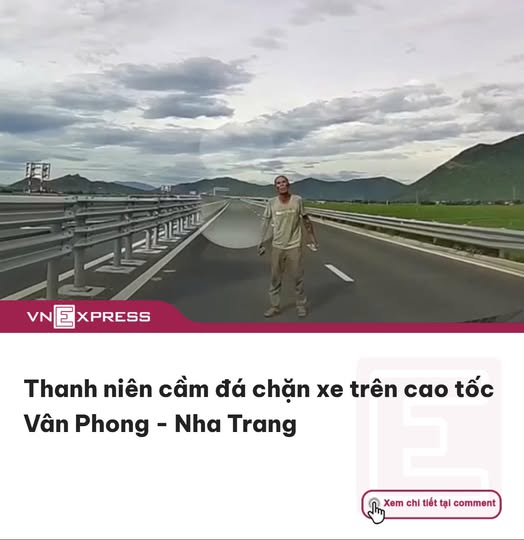 VNEXPRESS
Thanh niên cầm đá chặn xe trên cao tốc
Vân Phong - Nha Trang
Xem chi tiết tại comment